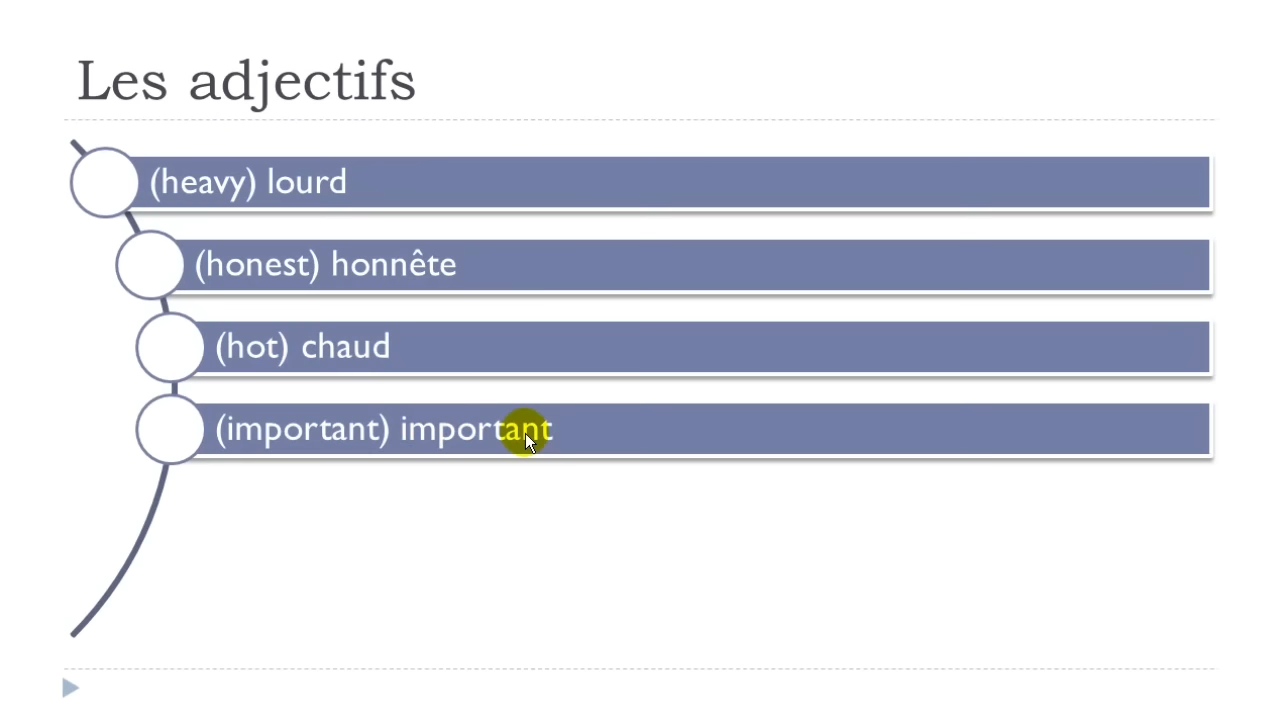 Les adjectifs
(heavy) lourd
(honest) honnête
(hot) chaud
(important) important